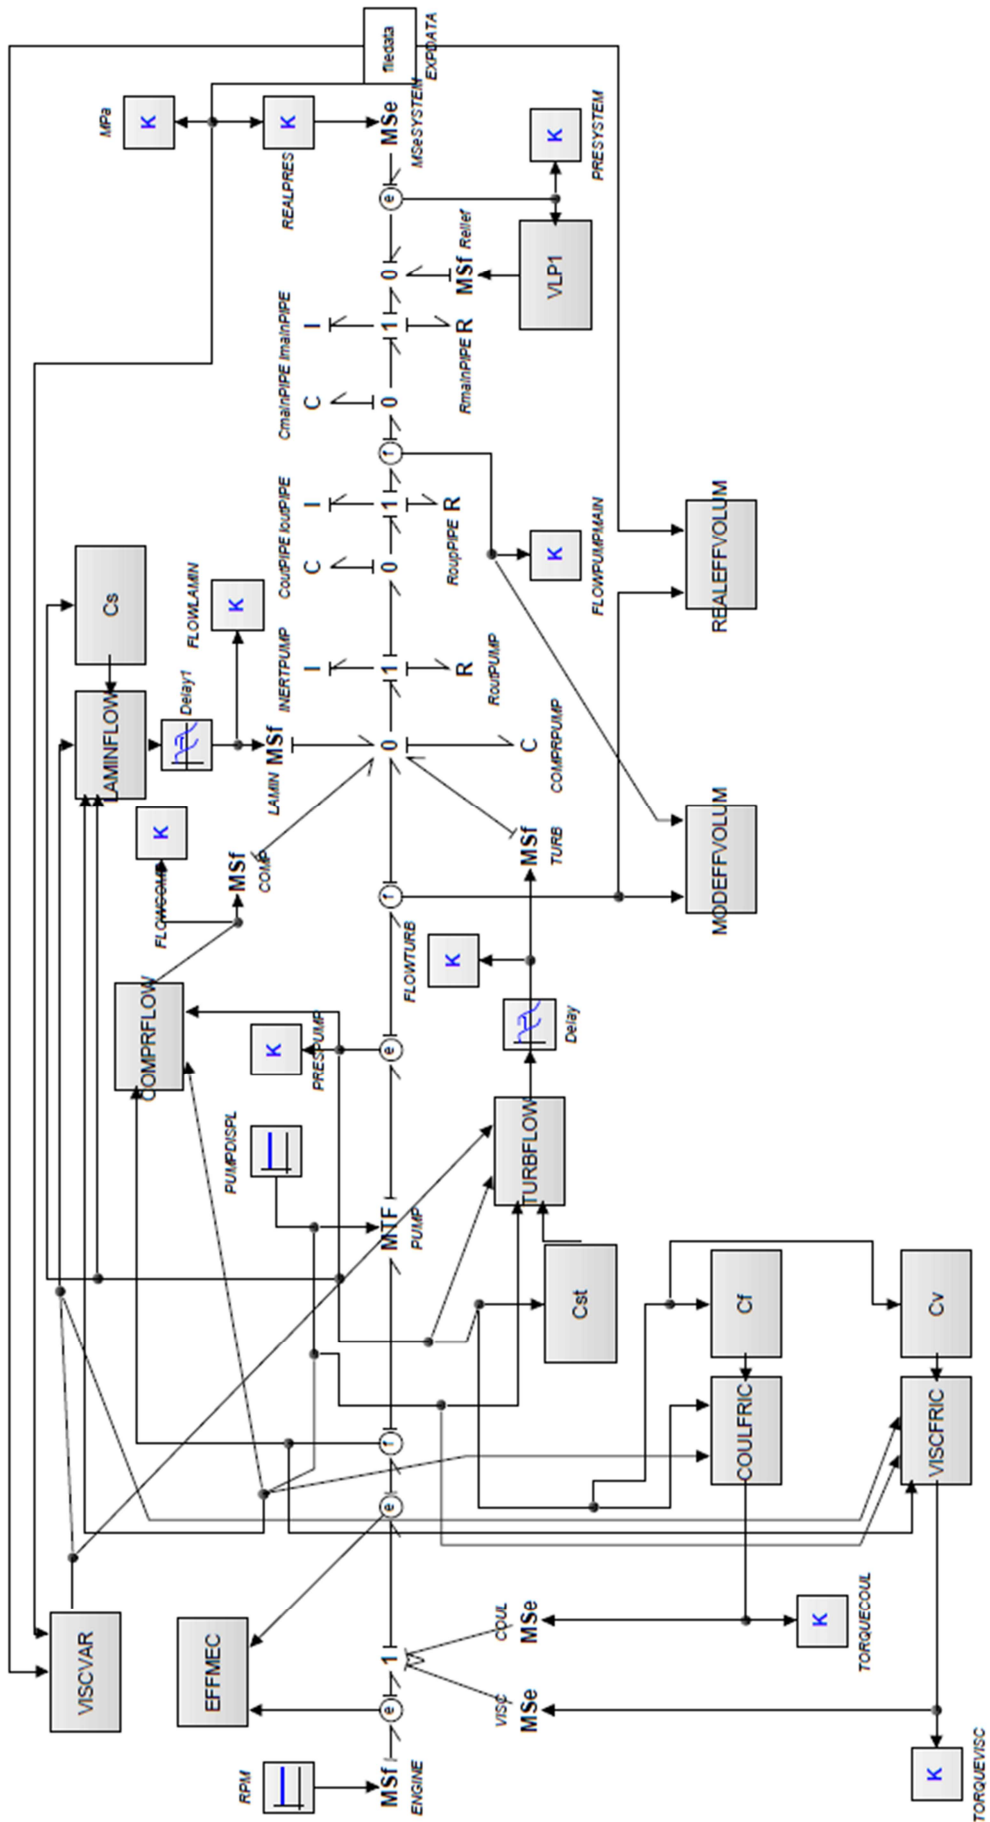 filedata
EXPDATA
MPa
K
K
REALPRES
MSe
MSeSYSTEM
K
PRESYSTEM
e
VLP1
MSf
Relief
0
I
CmainPIPE ImainPIPE
1
R
RmainPIPE
C
0
f
I
CoutPIPE IoutPIPE
1
R
RoupPIPE
C
0
K
FLOWPUMPMAIN
REALEFFVOLUM
Cs
LAMINFLOW
Delay1
K
FLOWLAMIN
MSf
LAMIN
I
INERTPUMP
1
R
RoutPUMP
0
C
COMPRPUMP
K
FLOWCOMP
MSf
COMP
MSf
TURB
MODEFFVOLUM
f
K
FLOWTURB
Delay
COMPRFLOW
K
PRESPUMP
e
PUMPDISPL
MTF
PUMP
TURBFLOW
Cst
Cf
Cv
COULFRIC
VISCFRIC
f
e
VISCVAR
EFFMEC
1
COUL
MSe
VISC
MSe
K
TORQUECOUL
K
TORQUEVISC
e
RPM
MSf
ENGINE